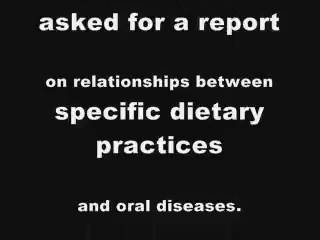 asked for a report
on relationships between
specific dietary
practices
and oral diseases.